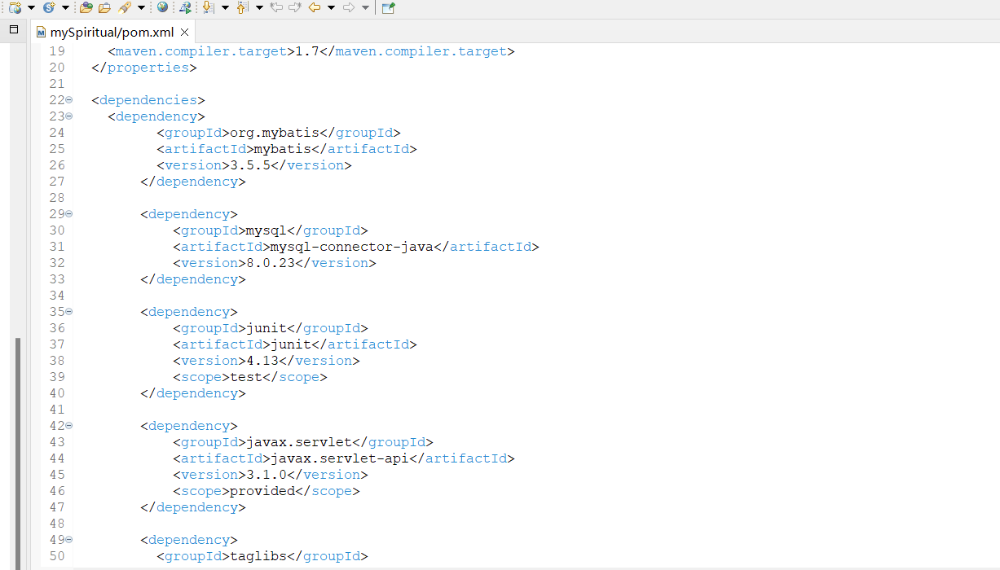 mySpiritual/pom.xml
19 <maven.compiler.target>1.7</maven.compiler.target>
20 </properties>
21
22 <dependencies>
23 <dependency>
24 <groupId>org.mybatis</groupId>
25 <artifactId>mybatis</artifactId>
26 <version>3.5.5</version>
27 </dependency>
28
29 <dependency>
30 <groupId>mysql</groupId>
31 <artifactId>mysql-connector-java</artifactId>
32 <version>8.0.23</version>
33 </dependency>
34
35 <dependency>
36 <groupId>junit</groupId>
37 <artifactId>junit</artifactId>
38 <version>4.13</version>
39 <scope>test</scope>
40 </dependency>
41
42 <dependency>
43 <groupId>javax.servlet</groupId>
44 <artifactId>javax.servlet-api</artifactId>
45 <version>3.1.0</version>
46 <scope>provided</scope>
47 </dependency>
48
49 <dependency>
50 <groupId>taglibs</groupId>